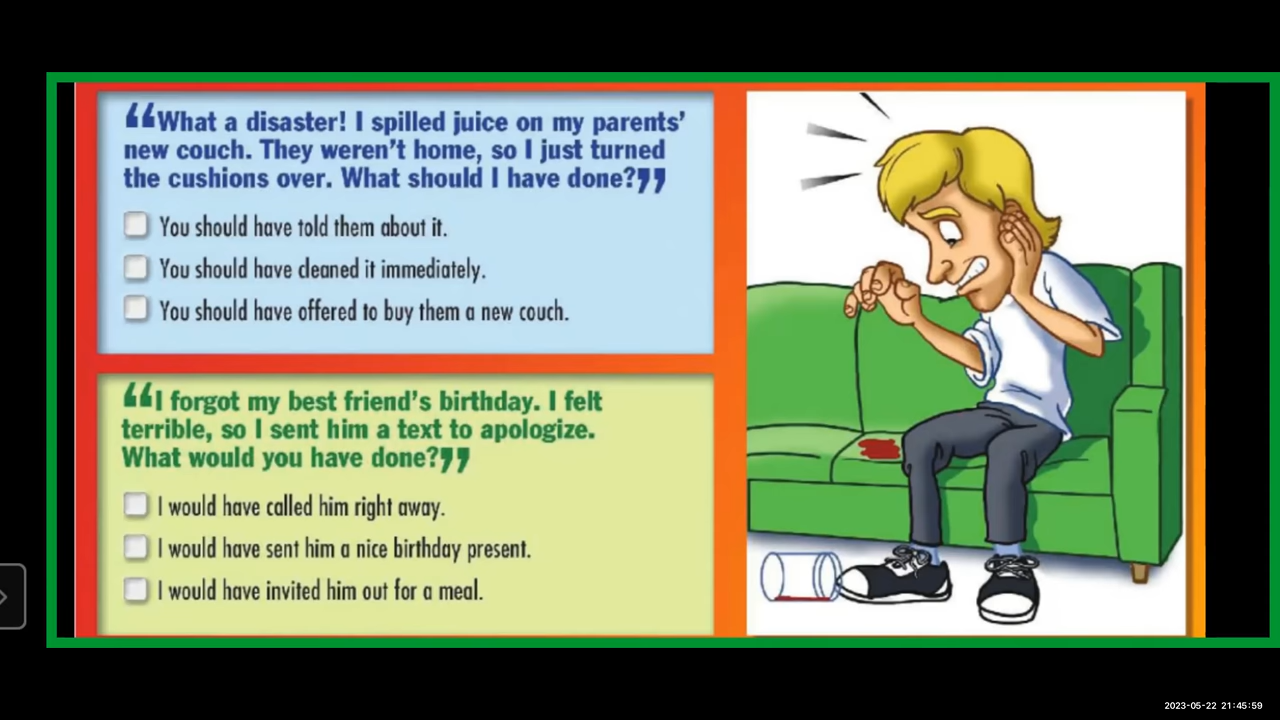 “What a disaster! I spilled juice on my parents’
new couch. They weren’t home, so I just turned
the cushions over. What should I have done?”
You should have told them about it.
You should have cleaned it immediately.
You should have offered to buy them a new couch.
“I forgot my best friend’s birthday. I felt
terrible, so I sent him a text to apologize.
What would you have done?”
I would have called him right away.
I would have sent him a nice birthday present.
I would have invited him out for a meal.
2023-05-22 21:45:59